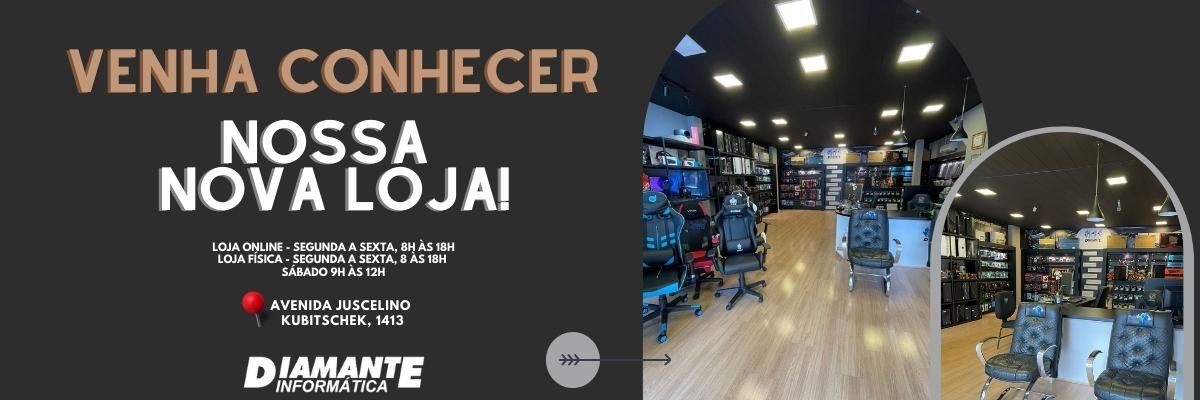 VENHA CONHECER
NOSSA
NOVA LOJA!
LOJA ONLINE - SEGUNDA A SEXTA, 8H ÀS 18H
LOJA FÍSICA - SEGUNDA A SEXTA, 8 ÀS 18H
SÁBADO 9H ÀS 12H
AVENIDA JUSCELINO
KUBITSCHEK, 1413
DIAMANTE
INFORMÁTICA